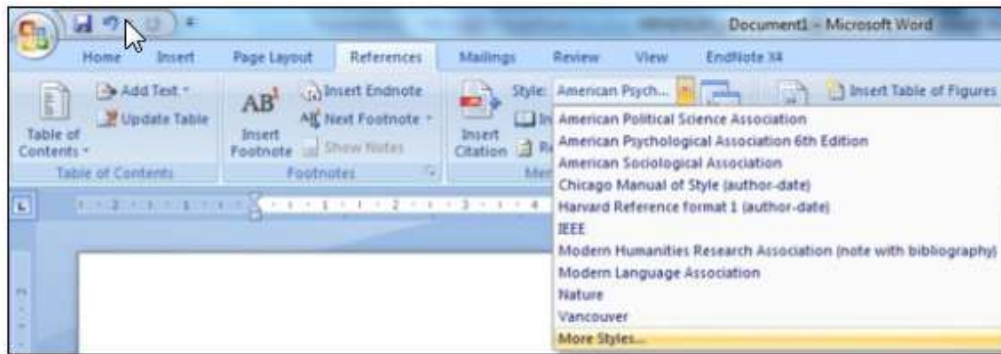 Document1 - Microsoft Word
Home Insert Page Layout References Mailings Review View EndNote X4
Table of Contents
Add Text
Update Table
Table of Contents
AB1
Insert Footnote
Insert Endnote
AB Next Footnote
Show Notes
Footnotes
Insert Citation
Style: American Psych...
Insert Table of Figures
American Political Science Association
American Psychological Association 6th Edition
American Sociological Association
Chicago Manual of Style (author-date)
Harvard Reference format 1 (author-date)
IEEE
Modern Humanities Research Association (note with bibliography)
Modern Language Association
Nature
Vancouver
More Styles...